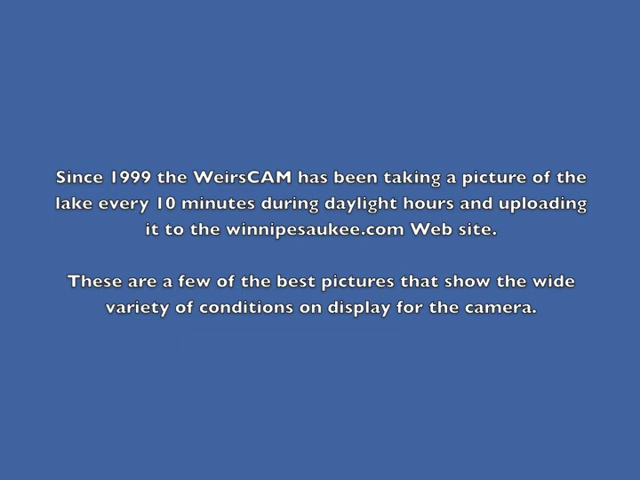 Since 1999 the WeirsCAM has been taking a picture of the
lake every 10 minutes during daylight hours and uploading
it to the winnipesaukee.com Web site.
These are a few of the best pictures that show the wide
variety of conditions on display for the camera.